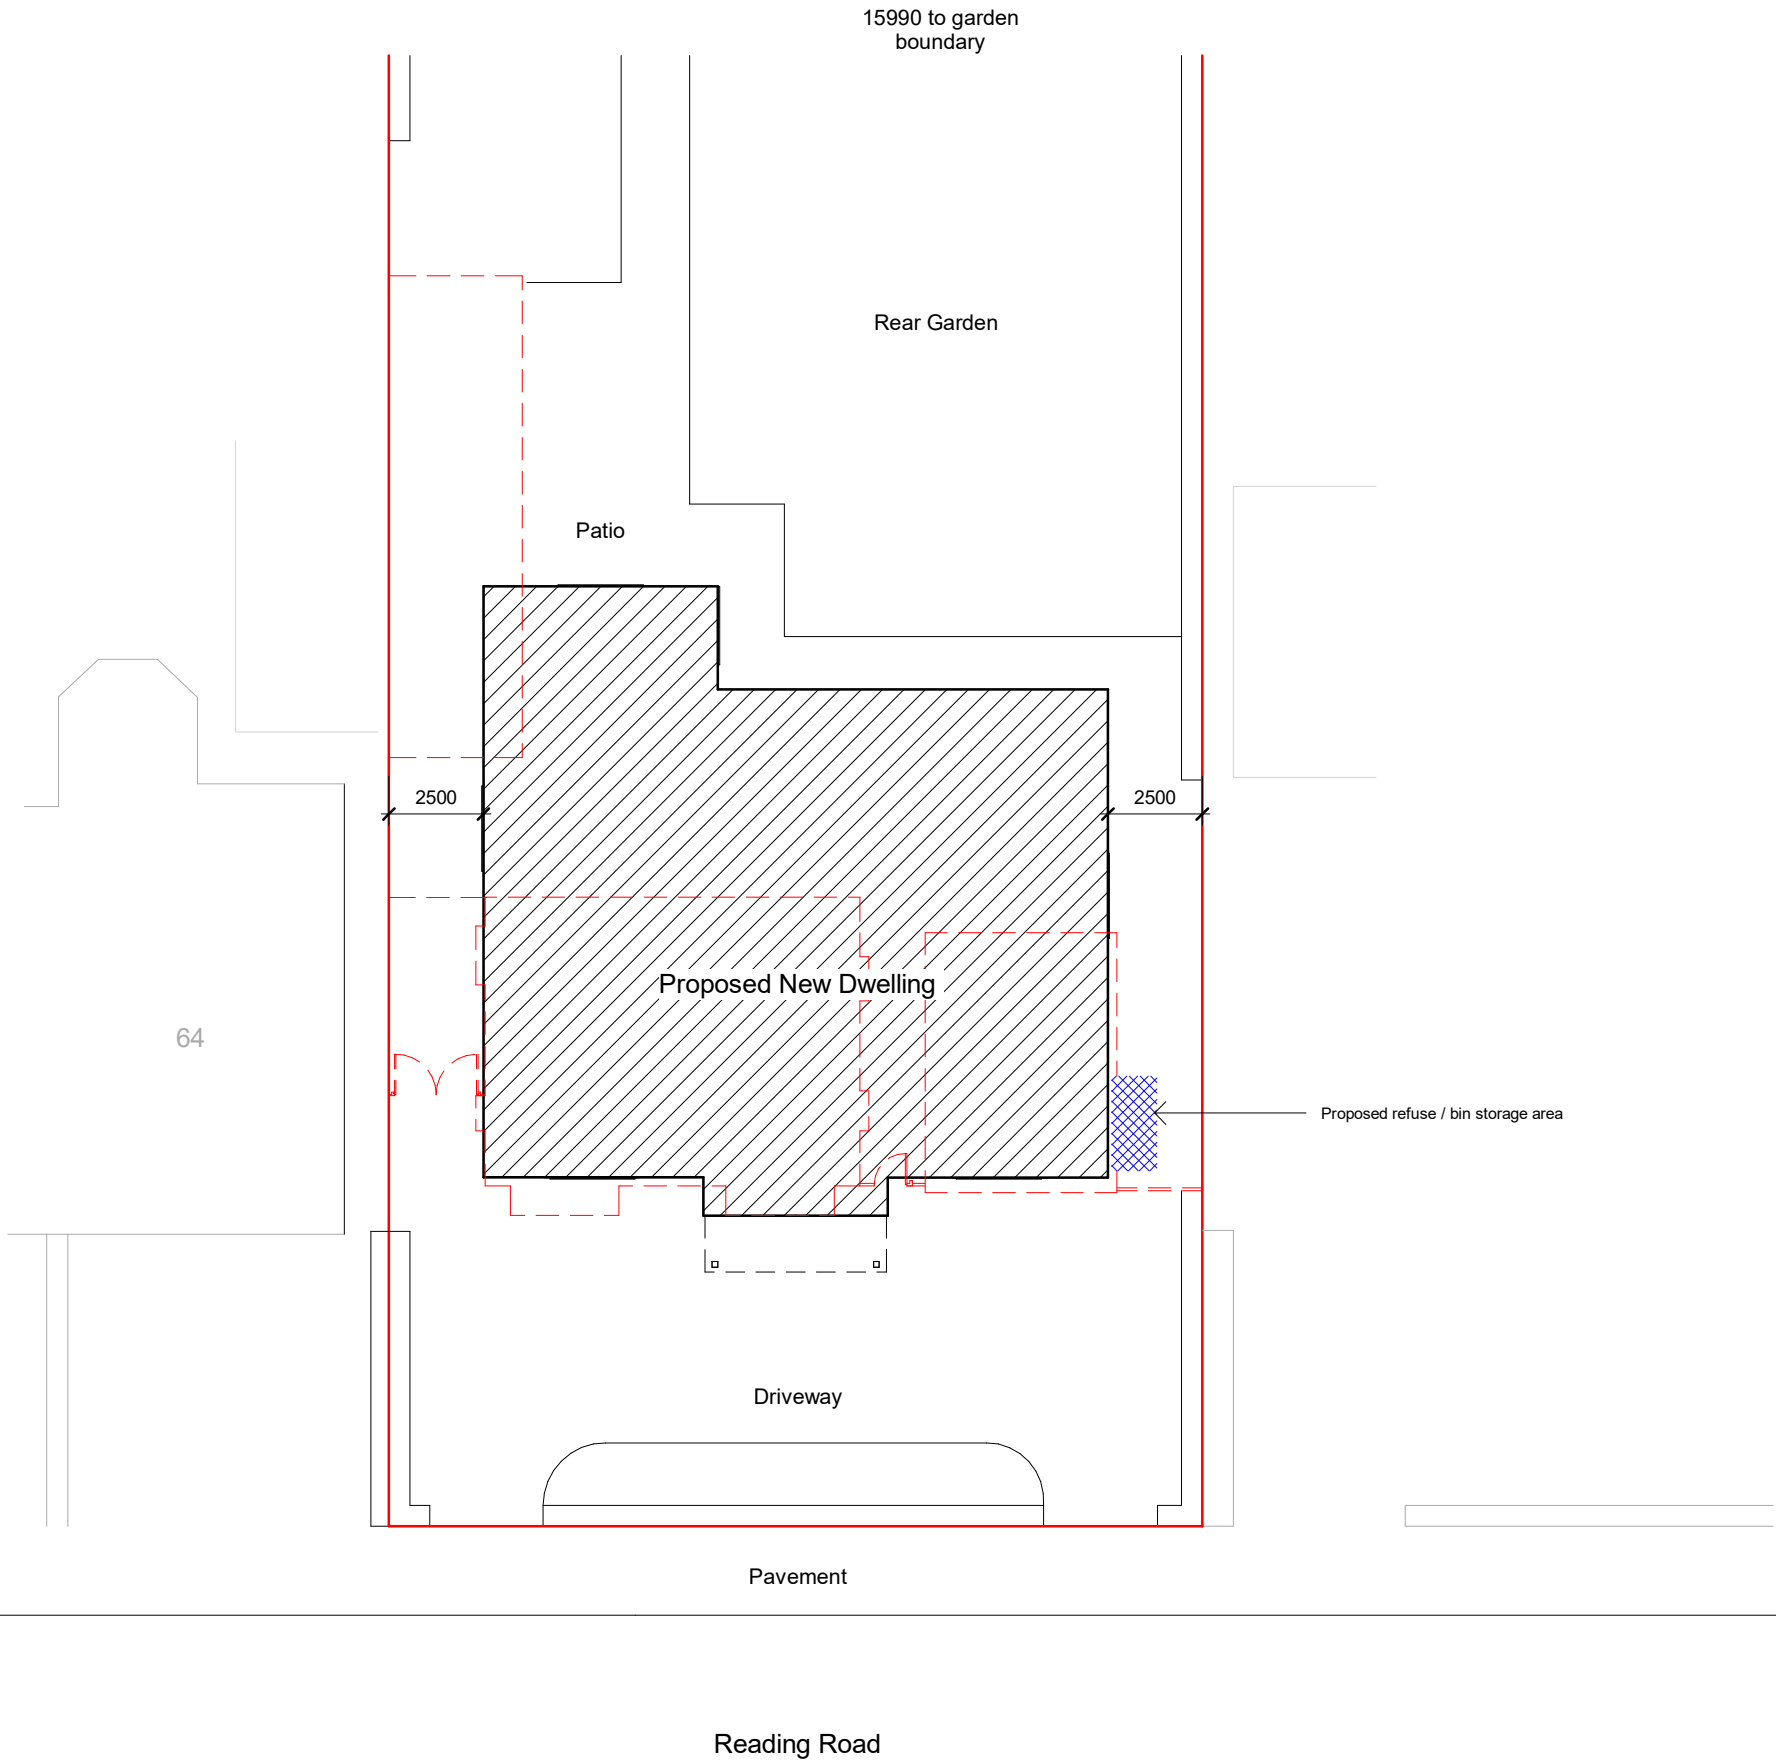 15990 to garden
boundary
Rear Garden
Patio
2500
2500
Proposed New Dwelling
64
Proposed refuse / bin storage area
Driveway
Pavement
Reading Road